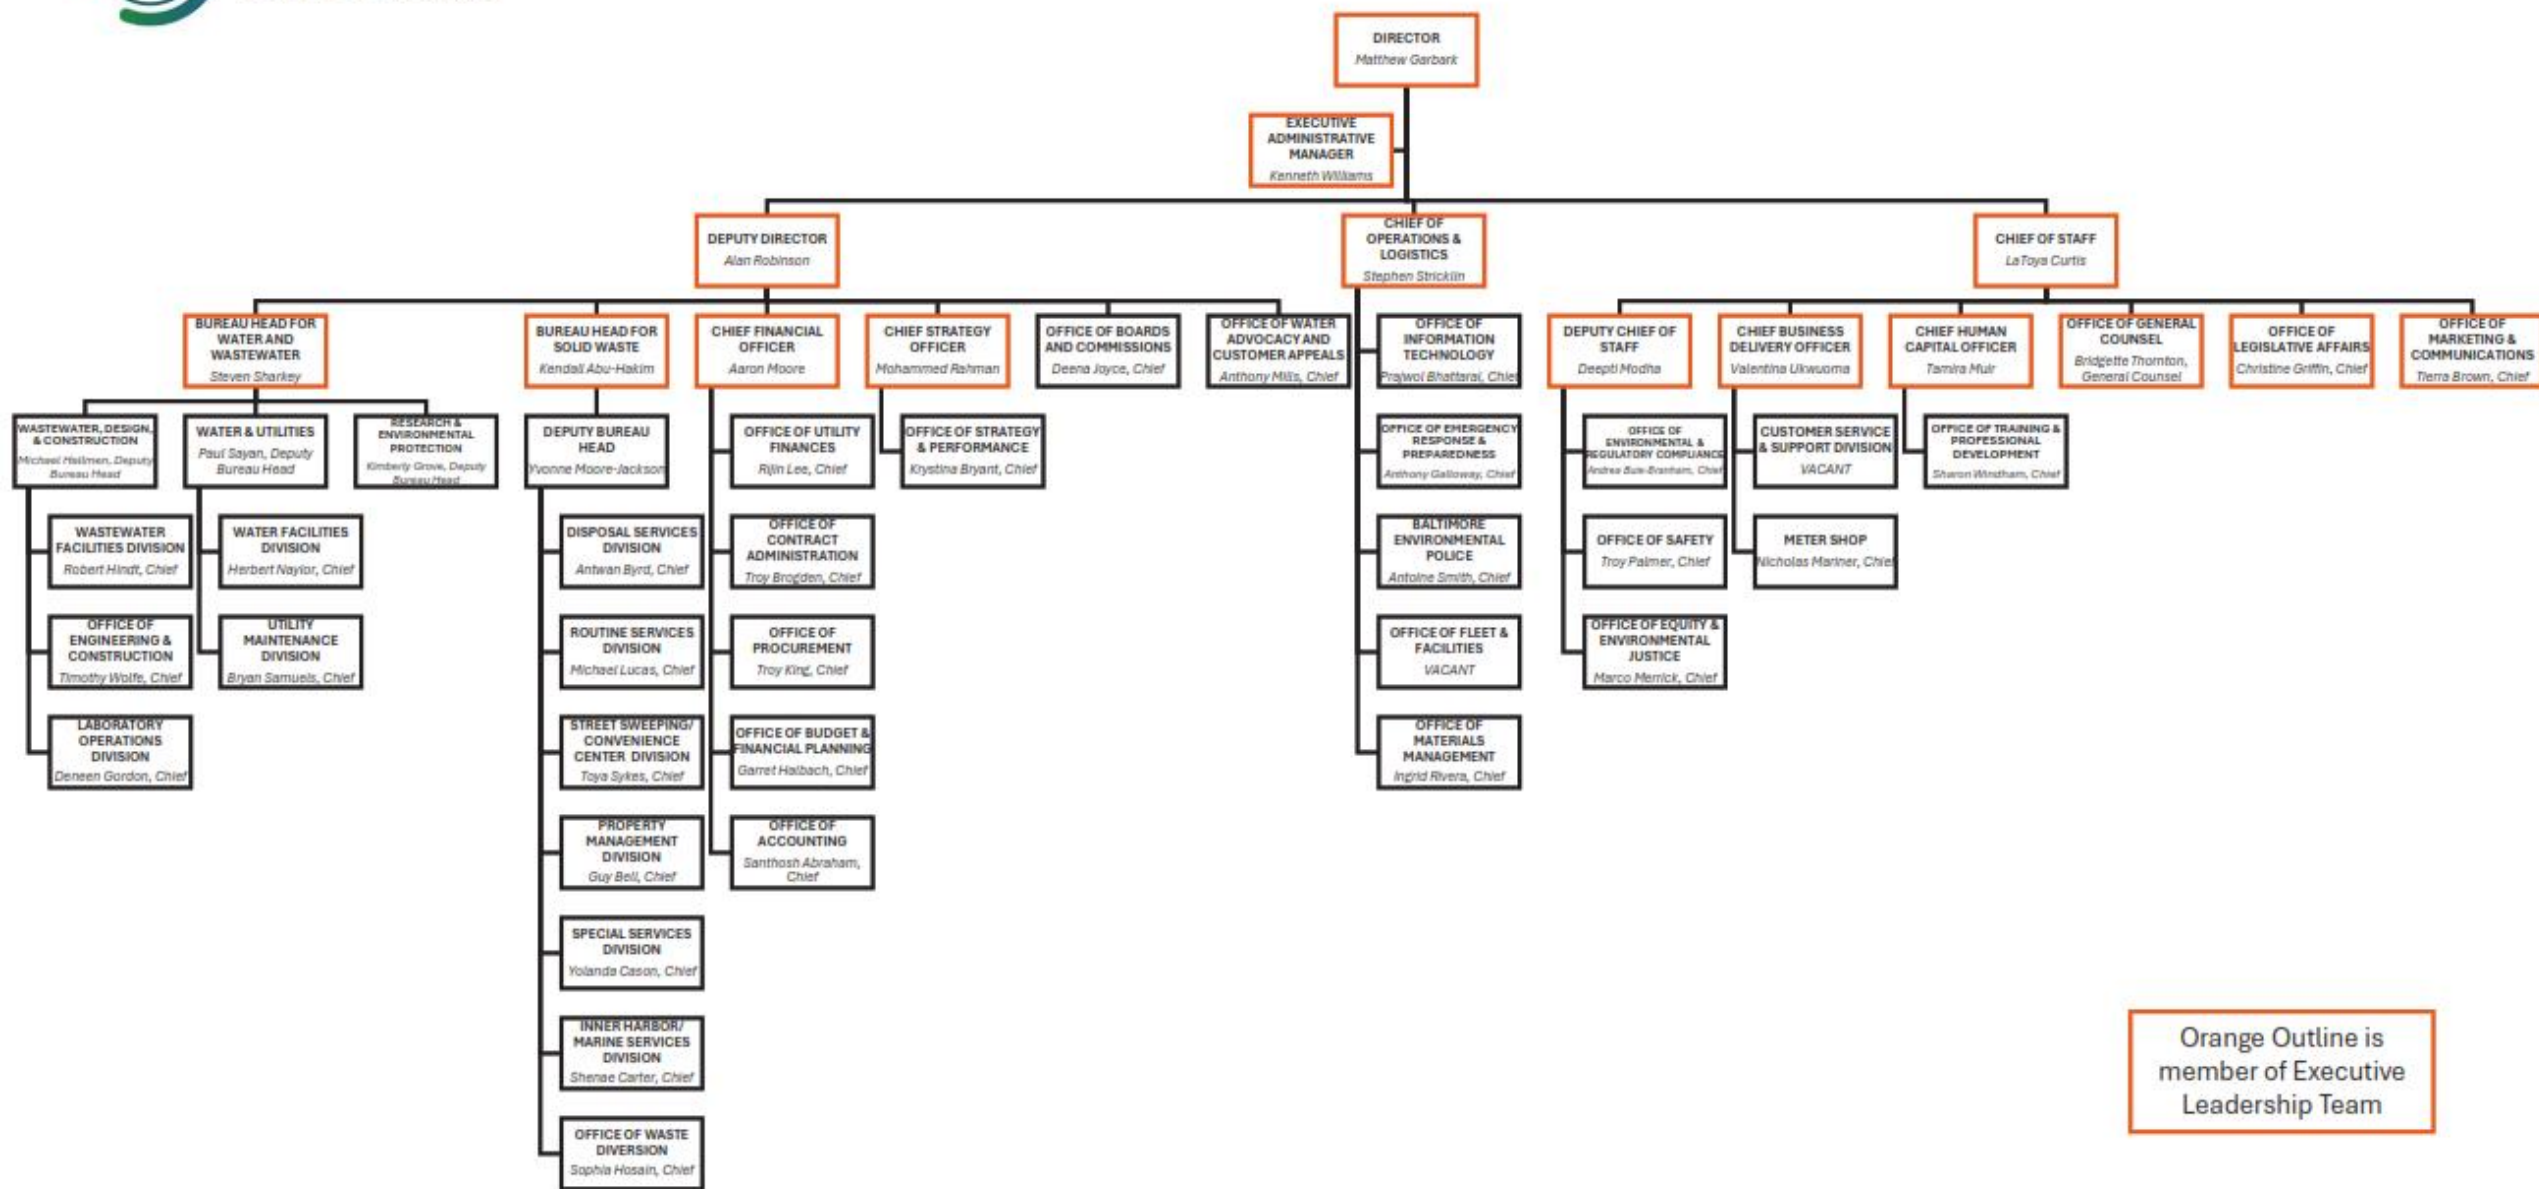 DIRECTOR
Matthew Garbark
EXECUTIVE
ADMINISTRATIVE
MANAGER
Kenneth Williams
DEPUTY DIRECTOR
Alan Robinson
CHIEF OF
OPERATIONS &
LOGISTICS
Stephen Stricklin
CHIEF OF STAFF
LaToya Curtis
BUREAU HEAD FOR
WATER AND
WASTEWATER
Steven Sharkey
BUREAU HEAD FOR
SOLID WASTE
Kendall Abu-Hakim
CHIEF FINANCIAL
OFFICER
Aaron Moore
CHIEF STRATEGY
OFFICER
Mohammed Rahman
OFFICE OF BOARDS
AND COMMISSIONS
Deena Joyce, Chief
OFFICE OF WATER
ADVOCACY AND
CUSTOMER APPEALS
Anthony Mills, Chief
OFFICE OF
INFORMATION
TECHNOLOGY
Prajwol Bhattarai, Chief
DEPUTY CHIEF OF
STAFF
Deepti Modha
CHIEF BUSINESS
DELIVERY OFFICER
Valentina Ukwuoma
CHIEF HUMAN
CAPITAL OFFICER
Tamira Muir
OFFICE OF GENERAL
COUNSEL
Bridgette Thornton,
General Counsel
OFFICE OF
LEGISLATIVE AFFAIRS
Christine Griffin, Chief
OFFICE OF
MARKETING &
COMMUNICATIONS
Tierra Brown, Chief
WASTEWATER, DESIGN,
& CONSTRUCTION
Michael Hallmen, Deputy
Bureau Head
WATER & UTILITIES
Paul Sayan, Deputy
Bureau Head
RESEARCH &
ENVIRONMENTAL
PROTECTION
Kimberly Grove, Deputy
Bureau Head
DEPUTY BUREAU
HEAD
Yvonne Moore-Jackson
OFFICE OF UTILITY
FINANCES
Rijin Lee, Chief
OFFICE OF STRATEGY
& PERFORMANCE
Krystina Bryant, Chief
OFFICE OF EMERGENCY
RESPONSE &
PREPAREDNESS
Anthony Galloway, Chief
OFFICE OF
ENVIRONMENTAL &
REGULATORY COMPLIANCE
Andrea Buie-Branham, Chief
CUSTOMER SERVICE
& SUPPORT DIVISION
VACANT
OFFICE OF TRAINING &
PROFESSIONAL
DEVELOPMENT
Sharon Windham, Chief
WASTEWATER
FACILITIES DIVISION
Robert Hindt, Chief
WATER FACILITIES
DIVISION
Herbert Naylor, Chief
DISPOSAL SERVICES
DIVISION
Antwan Byrd, Chief
OFFICE OF
CONTRACT
ADMINISTRATION
Troy Brogden, Chief
BALTIMORE
ENVIRONMENTAL
POLICE
Antoine Smith, Chief
OFFICE OF SAFETY
Troy Palmer, Chief
METER SHOP
Nicholas Mariner, Chief
OFFICE OF
ENGINEERING &
CONSTRUCTION
Timothy Wolfe, Chief
UTILITY
MAINTENANCE
DIVISION
Bryan Samuels, Chief
ROUTINE SERVICES
DIVISION
Michael Lucas, Chief
OFFICE OF
PROCUREMENT
Troy King, Chief
OFFICE OF FLEET &
FACILITIES
VACANT
OFFICE OF EQUITY &
ENVIRONMENTAL
JUSTICE
Marco Merrick, Chief
LABORATORY
OPERATIONS
DIVISION
Deneen Gordon, Chief
STREET SWEEPING/
CONVENIENCE
CENTER DIVISION
Toya Sykes, Chief
OFFICE OF BUDGET &
FINANCIAL PLANNING
Garret Halbach, Chief
OFFICE OF
MATERIALS
MANAGEMENT
Ingrid Rivera, Chief
PROPERTY
MANAGEMENT
DIVISION
Guy Bell, Chief
OFFICE OF
ACCOUNTING
Santhosh Abraham,
Chief
SPECIAL SERVICES
DIVISION
Yolanda Cason, Chief
INNER HARBOR/
MARINE SERVICES
DIVISION
Shenae Carter, Chief
OFFICE OF WASTE
DIVERSION
Sophia Hosain, Chief
Orange Outline is
member of Executive
Leadership Team